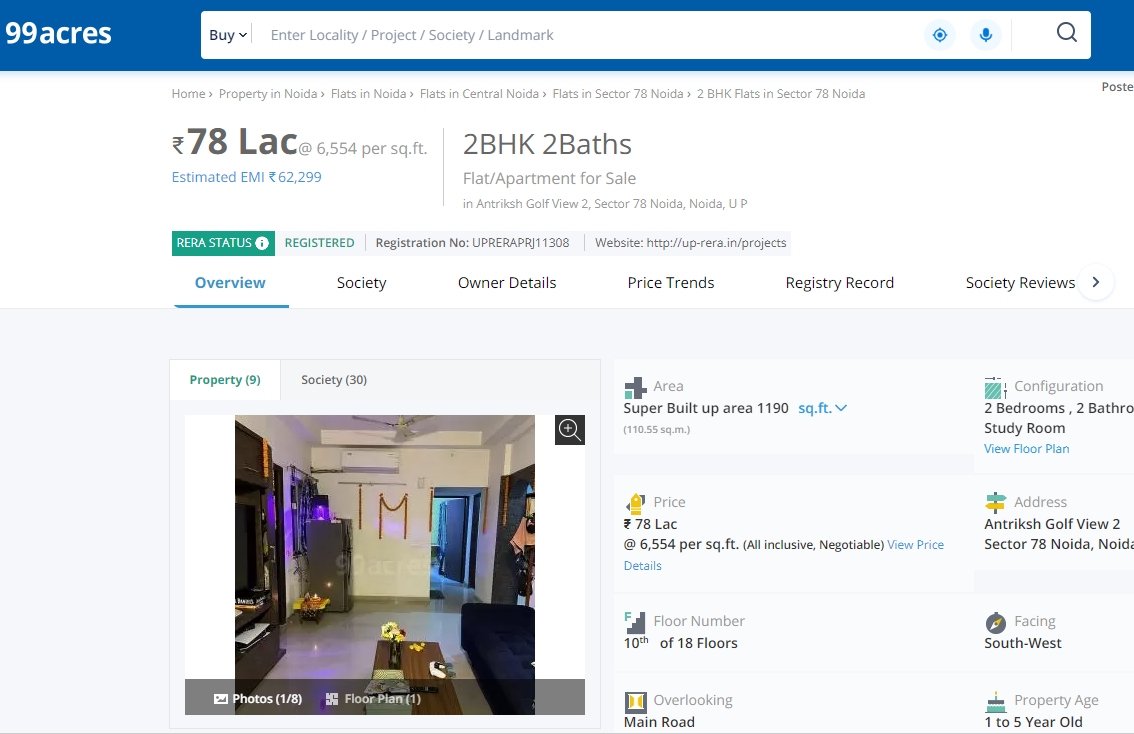 99acres
Buy
Enter Locality / Project / Society / Landmark
Home › Property in Noida › Flats in Noida › Flats in Central Noida › Flats in Sector 78 Noida › 2 BHK Flats in Sector 78 Noida
Poste
₹78 Lac@ 6,554 per sq.ft.
Estimated EMI ₹62,299
2BHK 2Baths
Flat/Apartment for Sale
in Antriksh Golf View 2, Sector 78 Noida, Noida, U P
RERA STATUS i REGISTERED Registration No: UPRERAPRJ11308 Website: http://up-rera.in/projects
Overview Society Owner Details Price Trends Registry Record Society Reviews
Property (9) Society (30)
99acres
Photos (1/8) Floor Plan (1)
Area
Super Built up area 1190 sq.ft.
(110.55 sq.m.)
Configuration
2 Bedrooms , 2 Bathro
Study Room
View Floor Plan
Price
₹ 78 Lac
@ 6,554 per sq.ft. (All inclusive, Negotiable) View Price
Details
Address
Antriksh Golf View 2
Sector 78 Noida, Noida
Floor Number
10th of 18 Floors
Facing
South-West
Overlooking
Main Road
Property Age
1 to 5 Year Old